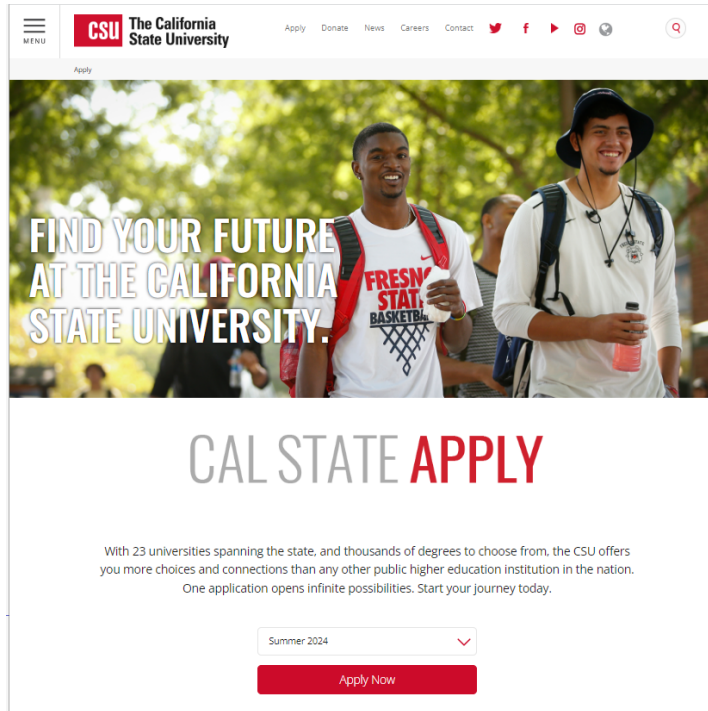 MENU
CSU The California
State University
Apply Donate News Careers Contact
Apply
FIND YOUR FUTURE
AT THE CALIFORNIA
STATE UNIVERSITY.
FRESNO
STATE
BASKETBALL
CAL STATE APPLY
With 23 universities spanning the state, and thousands of degrees to choose from, the CSU offers
you more choices and connections than any other public higher education institution in the nation.
One application opens infinite possibilities. Start your journey today.
Summer 2024
Apply Now